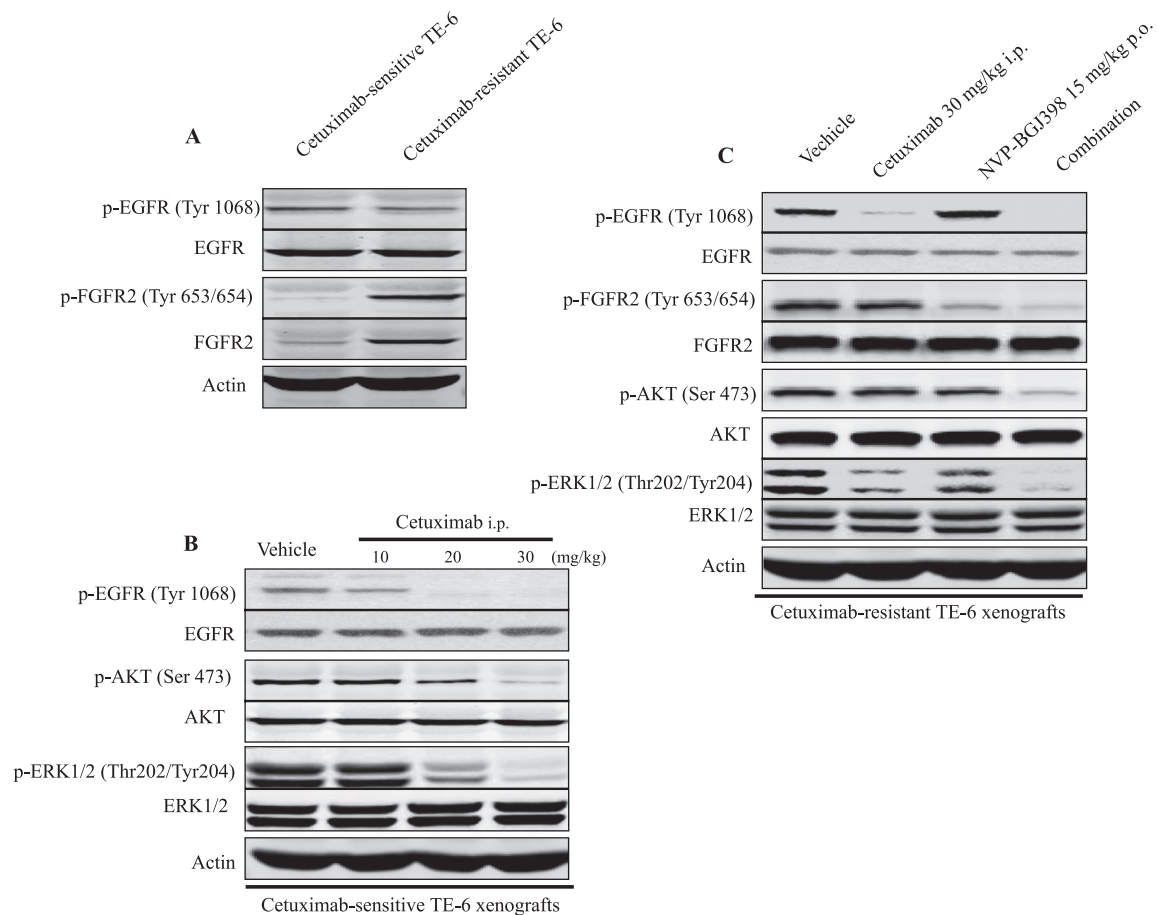 A
Cetuximab-sensitive TE-6
Cetuximab-resistant TE-6
p-EGFR (Tyr 1068)
EGFR
p-FGFR2 (Tyr 653/654)
FGFR2
Actin
B
Vehicle
Cetuximab i.p.
10 20 30 (mg/kg)
p-EGFR (Tyr 1068)
EGFR
p-AKT (Ser 473)
AKT
p-ERK1/2 (Thr202/Tyr204)
ERK1/2
Actin
Cetuximab-sensitive TE-6 xenografts
C
Vechicle
Cetuximab 30 mg/kg i.p.
NVP-BGJ398 15 mg/kg p.o.
Combination
p-EGFR (Tyr 1068)
EGFR
p-FGFR2 (Tyr 653/654)
FGFR2
p-AKT (Ser 473)
AKT
p-ERK1/2 (Thr202/Tyr204)
ERK1/2
Actin
Cetuximab-resistant TE-6 xenografts